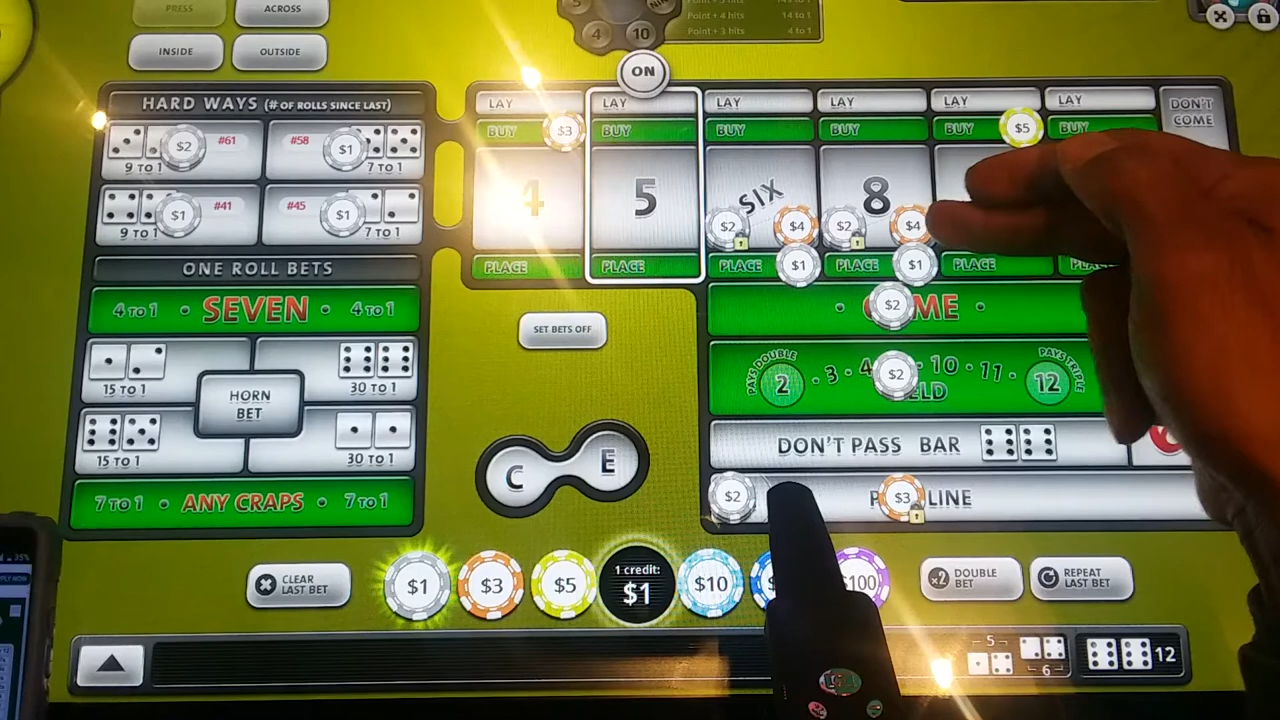 PRESS
ACROSS
INSIDE
OUTSIDE
5
4
10
Point + 4 hits
14 to 1
Point + 3 hits
4 to 1
ON
HARD WAYS (# OF ROLLS SINCE LAST)
$2
#61
#58
$1
9 TO 1
7 TO 1
$1
#41
#45
$1
9 TO 1
7 TO 1
ONE ROLL BETS
4 TO 1 • SEVEN • 4 TO 1
15 TO 1
30 TO 1
HORN
BET
15 TO 1
30 TO 1
7 TO 1 • ANY CRAPS • 7 TO 1
LAY
LAY
LAY
LAY
LAY
LAY
DON'T
COME
BUY
$3
BUY
BUY
BUY
BUY
$5
BUY
4
5
SIX
8
$2
$4
$2
$4
PLACE
PLACE
PLACE
$1
PLACE
$1
PLACE
$2
SET BETS OFF
PAYS DOUBLE
2
• 3 • 4
$2
• 10 • 11 •
PAYS TRIPLE
12
DON'T PASS BAR
C
E
$2
$3
LINE
CLEAR
LAST BET
$1
$3
$5
1 credit:
$1
$10
$100
x2 DOUBLE
BET
REPEAT
LAST BET
5
6
12
35%